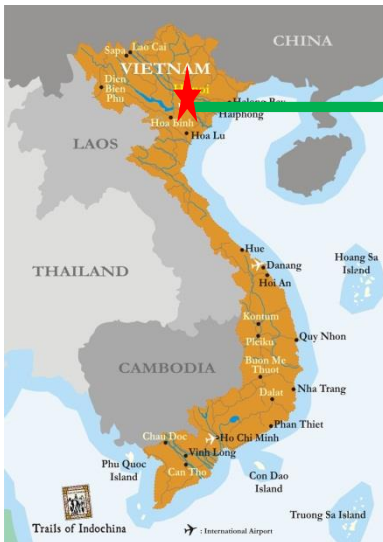 CHINA
Sapa
Lao Cai
VIETNAM
Dien
Bien
Phu
Hanoi
Halong Bay
Haiphong
Hoa Binh
Hoa Lu
LAOS
Hue
Danang
Hoi An
Hoang Sa
Island
THAILAND
Kontum
Pleiku
Quy Nhon
Buon Me
Thuot
CAMBODIA
Nha Trang
Dalat
Phan Thiet
Chau Doc
Ho Chi Minh
Vinh Long
Phu Quoc
Island
Can Tho
Con Dao
Island
Truong Sa Island
Trails of Indochina
: International Airport